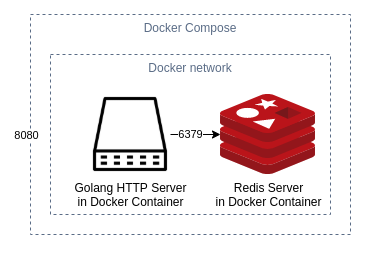 Docker Compose
Docker network
8080
6379
Golang HTTP Server
in Docker Container
Redis Server
in Docker Container